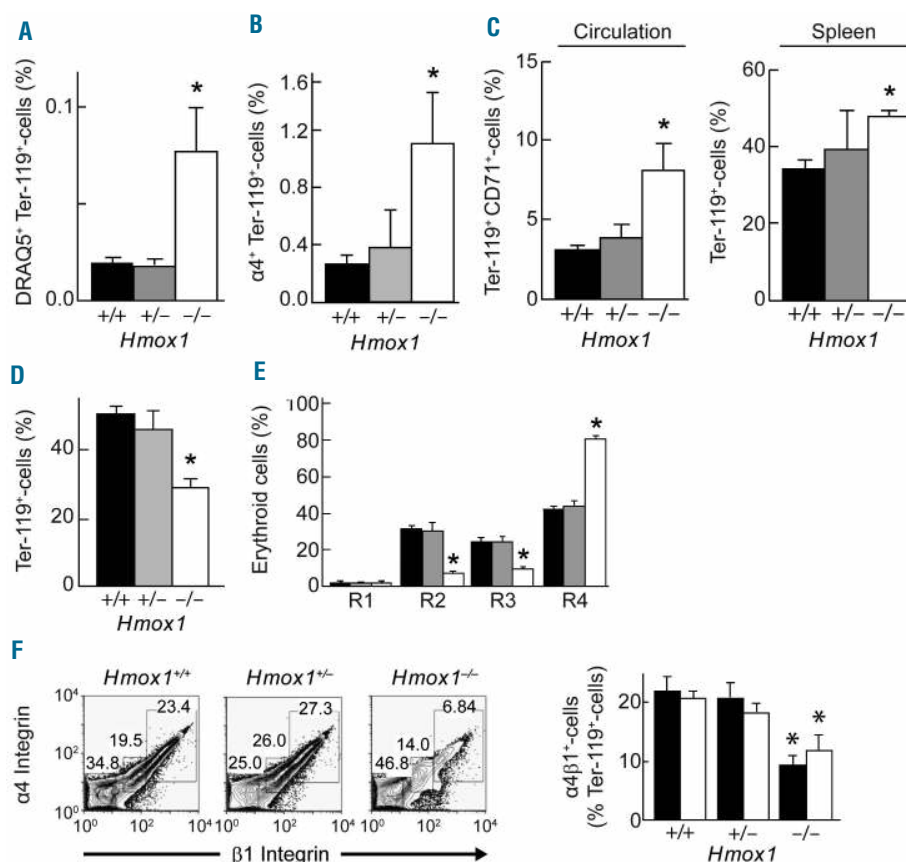 A
DRAQ5⁺ Ter-119⁺-cells (%)
0.1
0.0
*
+/+ +/− −/−
Hmox1
B
α4⁺ Ter-119⁺-cells (%)
1.6
1.2
0.8
0.4
0.0
*
+/+ +/− −/−
Hmox1
C
Circulation
Ter-119⁺ CD71⁺-cells (%)
15
10
5
0
*
+/+ +/− −/−
Hmox1
Spleen
Ter-119⁺-cells (%)
60
40
20
0
*
+/+ +/− −/−
Hmox1
D
Ter-119⁺-cells (%)
40
20
0
*
+/+ +/− −/−
Hmox1
E
Erythroid cells (%)
100
80
60
40
20
0
* * *
R1 R2 R3 R4
F
Hmox1⁺/⁺ Hmox1⁺/⁻ Hmox1⁻/⁻
α4 Integrin
10⁴
10²
10⁰
23.4
19.5
34.8
10⁰ 10² 10⁴
27.3
26.0
25.0
10⁰ 10² 10⁴
10⁴
10²
10⁰
6.84
14.0
46.8
10⁰ 10² 10⁴
β1 Integrin
α4β1⁺-cells
(% Ter-119⁺-cells)
20
10
0
* *
+/+ +/− −/−
Hmox1